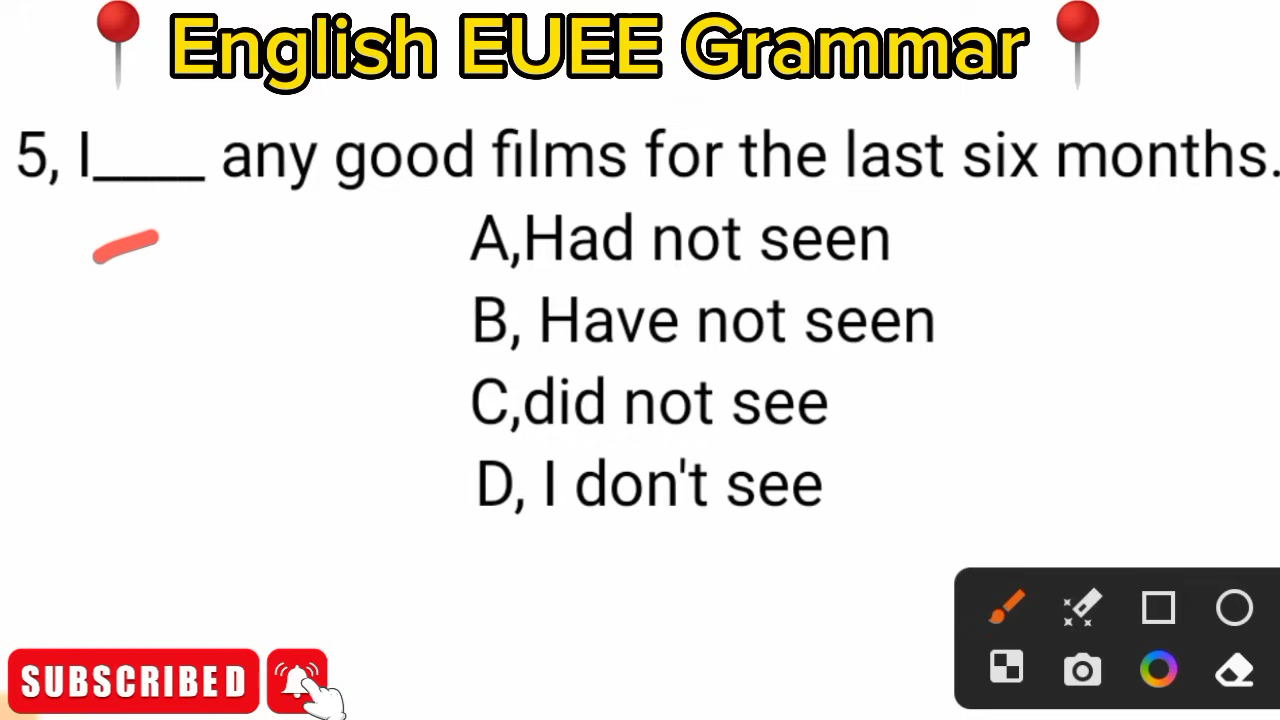 English EUEE Grammar
5, I____ any good films for the last six months.
A,Had not seen
B, Have not seen
C,did not see
D, I don't see
SUBSCRIBED